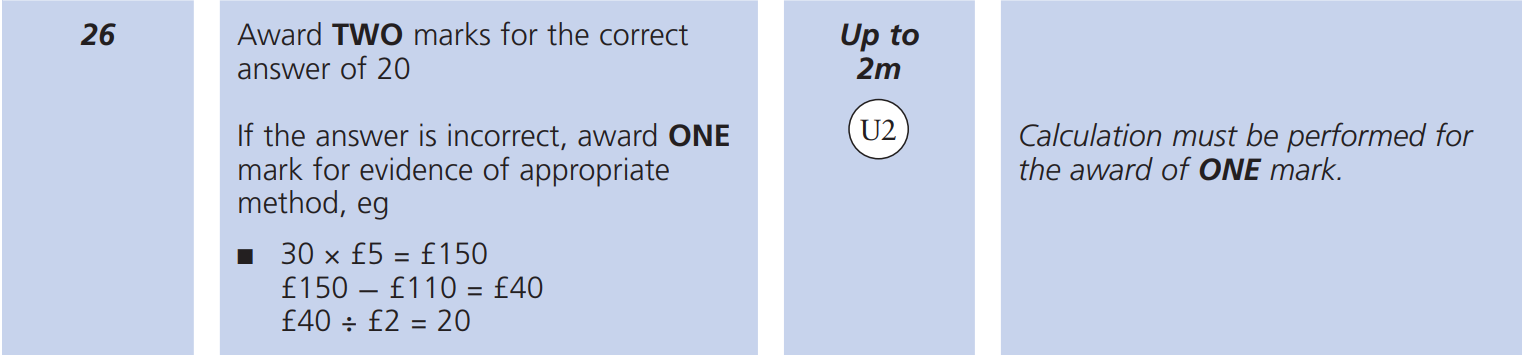 26
Award TWO marks for the correct
answer of 20
If the answer is incorrect, award ONE
mark for evidence of appropriate
method, eg
■ 30 × £5 = £150
£150 – £110 = £40
£40 ÷ £2 = 20
Up to
2m
U2
Calculation must be performed for
the award of ONE mark.